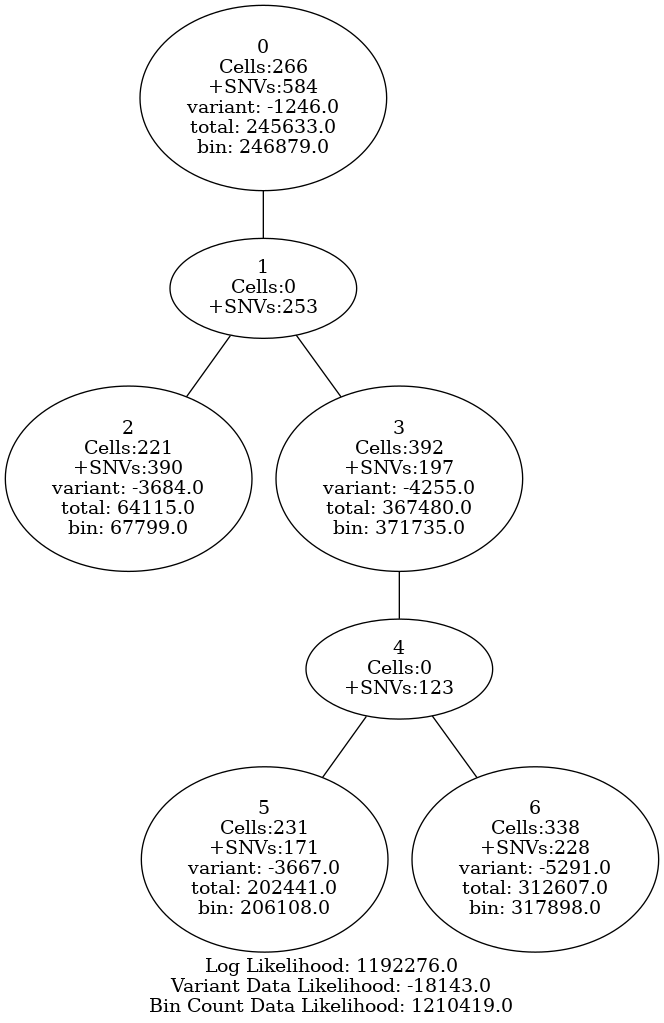 0
Cells:266
+SNVs:584
variant: -1246.0
total: 245633.0
bin: 246879.0
1
Cells:0
+SNVs:253
2
Cells:221
+SNVs:390
variant: -3684.0
total: 64115.0
bin: 67799.0
3
Cells:392
+SNVs:197
variant: -4255.0
total: 367480.0
bin: 371735.0
4
Cells:0
+SNVs:123
5
Cells:231
+SNVs:171
variant: -3667.0
total: 202441.0
bin: 206108.0
6
Cells:338
+SNVs:228
variant: -5291.0
total: 312607.0
bin: 317898.0
Log Likelihood: 1192276.0
Variant Data Likelihood: -18143.0
Bin Count Data Likelihood: 1210419.0